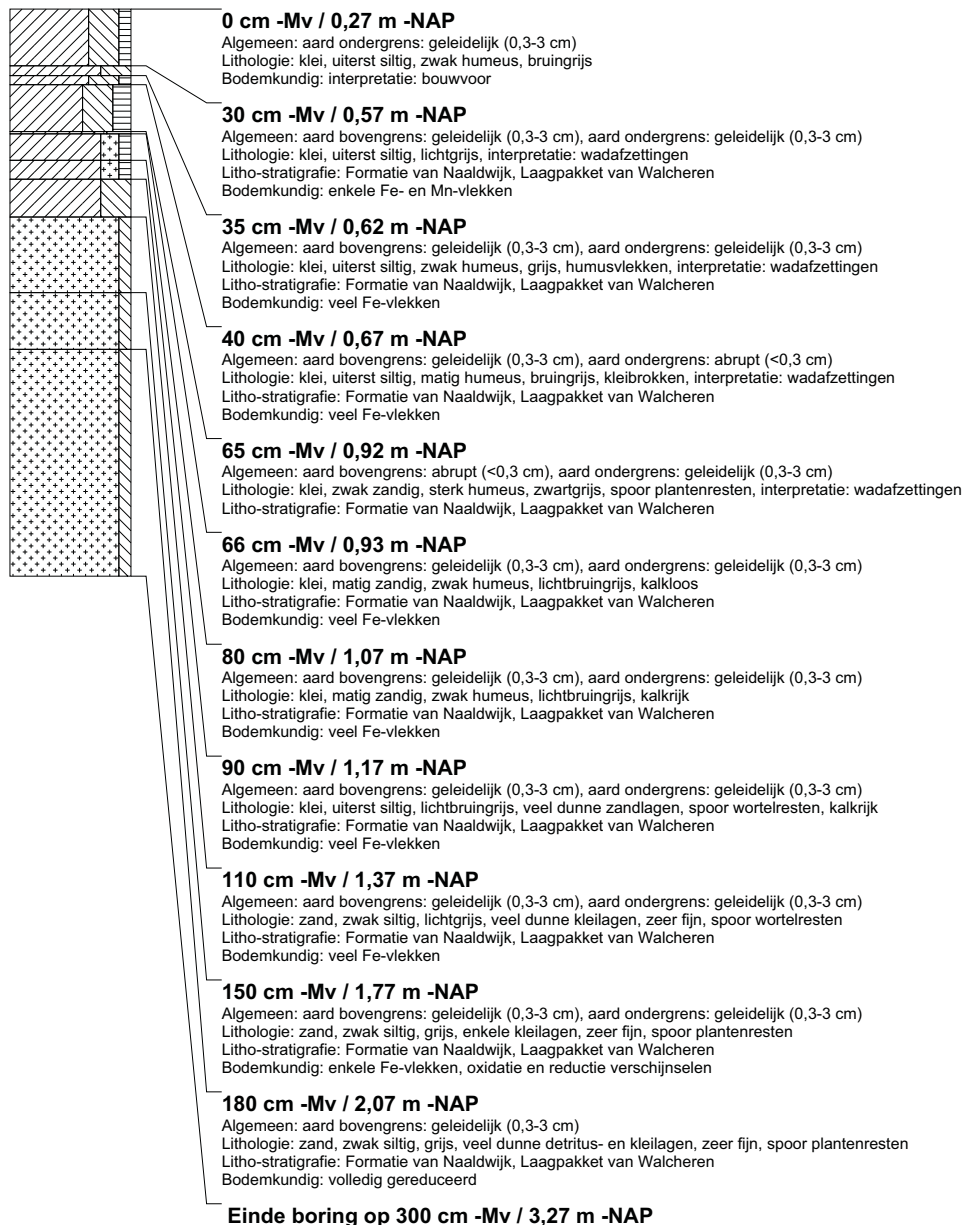 0 cm -Mv / 0,27 m -NAP
Algemeen: aard ondergrens: geleidelijk (0,3-3 cm)
Lithologie: klei, uiterst siltig, zwak humeus, bruingrijs
Bodemkundig: interpretatie: bouwvoor
30 cm -Mv / 0,57 m -NAP
Algemeen: aard bovengrens: geleidelijk (0,3-3 cm), aard ondergrens: geleidelijk (0,3-3 cm)
Lithologie: klei, uiterst siltig, lichtgrijs, interpretatie: wadafzettingen
Litho-stratigrafie: Formatie van Naaldwijk, Laagpakket van Walcheren
Bodemkundig: enkele Fe- en Mn-vlekken
35 cm -Mv / 0,62 m -NAP
Algemeen: aard bovengrens: geleidelijk (0,3-3 cm), aard ondergrens: geleidelijk (0,3-3 cm)
Lithologie: klei, uiterst siltig, zwak humeus, grijs, humusvlekken, interpretatie: wadafzettingen
Litho-stratigrafie: Formatie van Naaldwijk, Laagpakket van Walcheren
Bodemkundig: veel Fe-vlekken
40 cm -Mv / 0,67 m -NAP
Algemeen: aard bovengrens: geleidelijk (0,3-3 cm), aard ondergrens: abrupt (<0,3 cm)
Lithologie: klei, uiterst siltig, matig humeus, bruingrijs, kleibrokken, interpretatie: wadafzettingen
Litho-stratigrafie: Formatie van Naaldwijk, Laagpakket van Walcheren
Bodemkundig: veel Fe-vlekken
65 cm -Mv / 0,92 m -NAP
Algemeen: aard bovengrens: abrupt (<0,3 cm), aard ondergrens: geleidelijk (0,3-3 cm)
Lithologie: klei, zwak zandig, sterk humeus, zwartgrijs, spoor plantenresten, interpretatie: wadafzettingen
Litho-stratigrafie: Formatie van Naaldwijk, Laagpakket van Walcheren
66 cm -Mv / 0,93 m -NAP
Algemeen: aard bovengrens: geleidelijk (0,3-3 cm), aard ondergrens: geleidelijk (0,3-3 cm)
Lithologie: klei, matig zandig, zwak humeus, lichtbruingrijs, kalkloos
Litho-stratigrafie: Formatie van Naaldwijk, Laagpakket van Walcheren
Bodemkundig: veel Fe-vlekken
80 cm -Mv / 1,07 m -NAP
Algemeen: aard bovengrens: geleidelijk (0,3-3 cm), aard ondergrens: geleidelijk (0,3-3 cm)
Lithologie: klei, matig zandig, zwak humeus, lichtbruingrijs, kalkrijk
Litho-stratigrafie: Formatie van Naaldwijk, Laagpakket van Walcheren
Bodemkundig: veel Fe-vlekken
90 cm -Mv / 1,17 m -NAP
Algemeen: aard bovengrens: geleidelijk (0,3-3 cm), aard ondergrens: geleidelijk (0,3-3 cm)
Lithologie: klei, uiterst siltig, lichtbruingrijs, veel dunne zandlagen, spoor wortelresten, kalkrijk
Litho-stratigrafie: Formatie van Naaldwijk, Laagpakket van Walcheren
Bodemkundig: veel Fe-vlekken
110 cm -Mv / 1,37 m -NAP
Algemeen: aard bovengrens: geleidelijk (0,3-3 cm), aard ondergrens: geleidelijk (0,3-3 cm)
Lithologie: zand, zwak siltig, lichtgrijs, veel dunne kleilagen, zeer fijn, spoor wortelresten
Litho-stratigrafie: Formatie van Naaldwijk, Laagpakket van Walcheren
Bodemkundig: veel Fe-vlekken
150 cm -Mv / 1,77 m -NAP
Algemeen: aard bovengrens: geleidelijk (0,3-3 cm), aard ondergrens: geleidelijk (0,3-3 cm)
Lithologie: zand, zwak siltig, grijs, enkele kleilagen, zeer fijn, spoor plantenresten
Litho-stratigrafie: Formatie van Naaldwijk, Laagpakket van Walcheren
Bodemkundig: enkele Fe-vlekken, oxidatie en reductie verschijnselen
180 cm -Mv / 2,07 m -NAP
Algemeen: aard bovengrens: geleidelijk (0,3-3 cm)
Lithologie: zand, zwak siltig, grijs, veel dunne detritus- en kleilagen, zeer fijn, spoor plantenresten
Litho-stratigrafie: Formatie van Naaldwijk, Laagpakket van Walcheren
Bodemkundig: volledig gereduceerd
Einde boring op 300 cm -Mv / 3,27 m -NAP